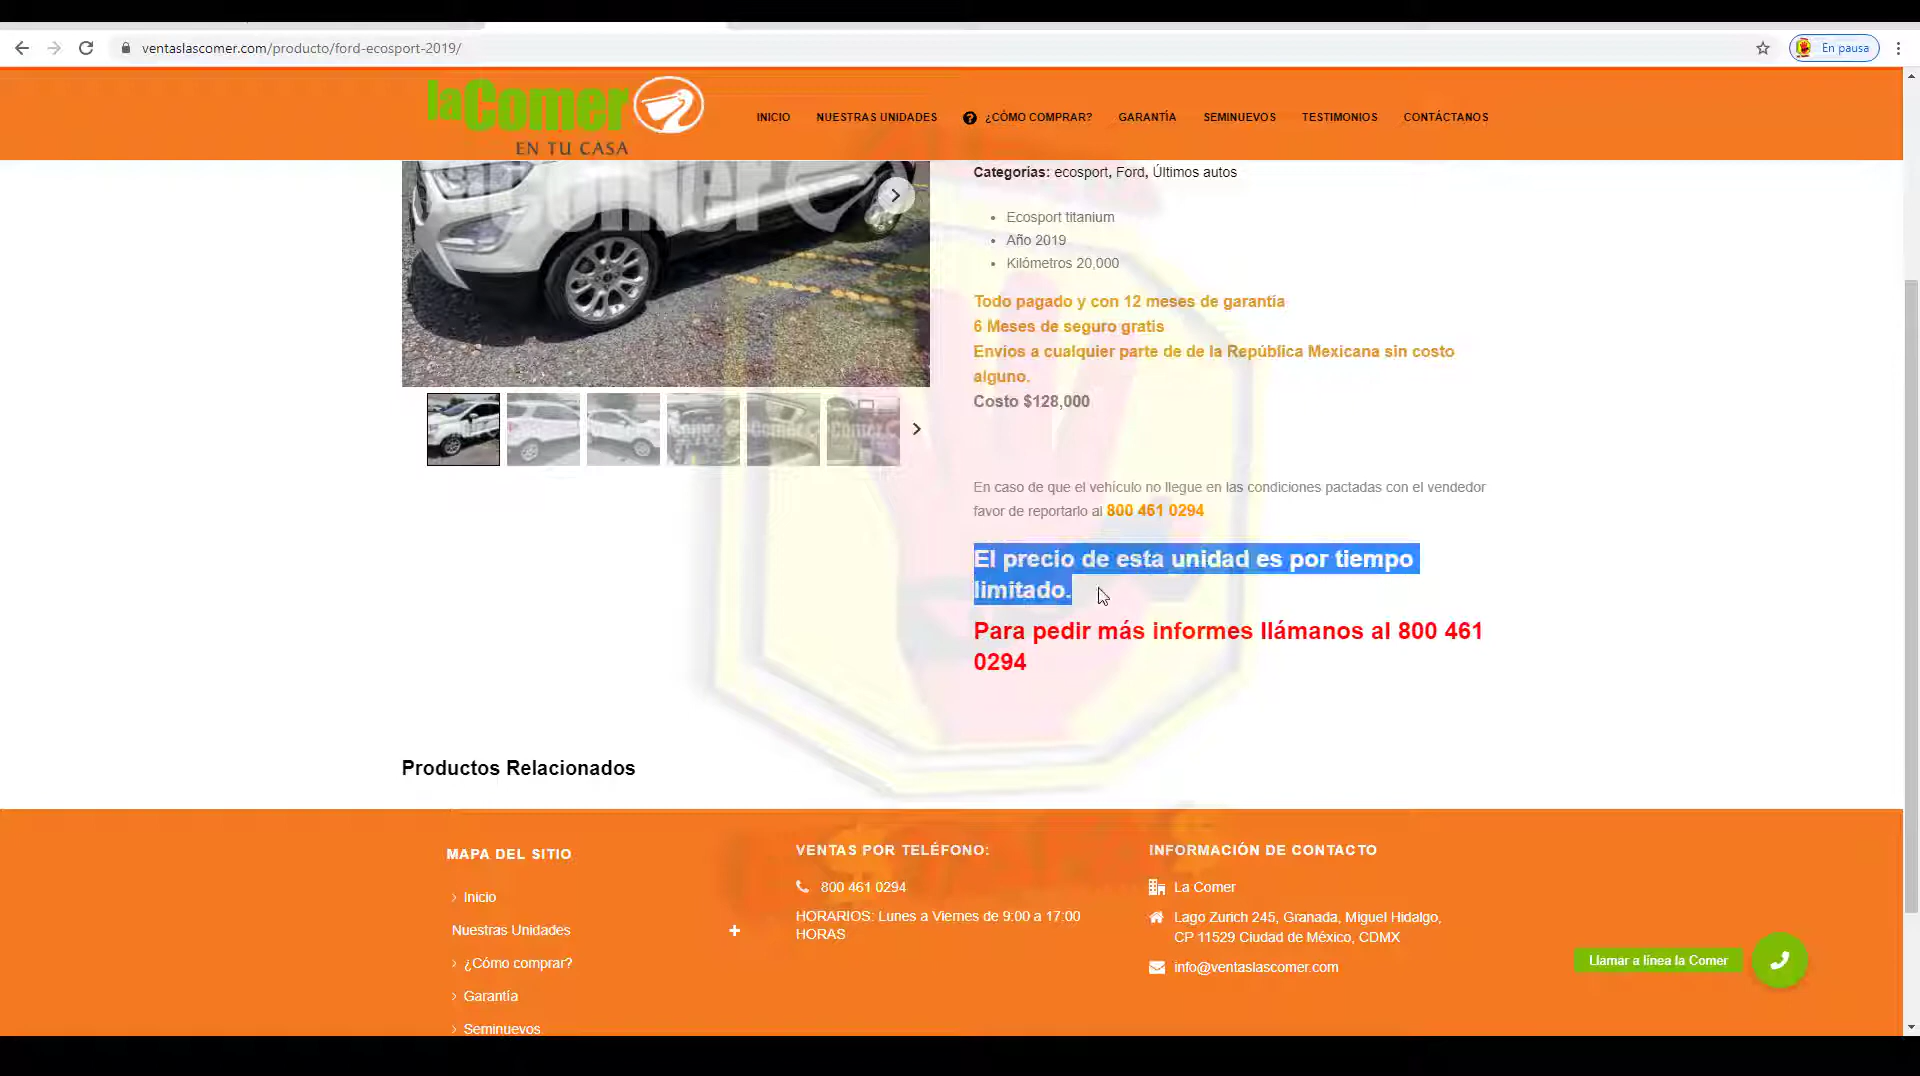 ventaslascomer.com/producto/ford-ecosport-2019/
En pausa
laComer
EN TU CASA
INICIO
NUESTRAS UNIDADES
¿CÓMO COMPRAR?
GARANTÍA
SEMINUEVOS
TESTIMONIOS
CONTÁCTANOS
Categorías: ecosport, Ford, Últimos autos
Ecosport titanium
Año 2019
Kilómetros 20,000
Todo pagado y con 12 meses de garantía
6 Meses de seguro gratis
Envíos a cualquier parte de de la República Mexicana sin costo
alguno.
Costo $128,000
En caso de que el vehículo no llegue en las condiciones pactadas con el vendedor
favor de reportarlo al 800 461 0294
El precio de esta unidad es por tiempo
limitado.
Para pedir más informes llámanos al 800 461
0294
Productos Relacionados
MAPA DEL SITIO
Inicio
Nuestras Unidades
¿Cómo comprar?
Garantía
Seminuevos
VENTAS POR TELÉFONO:
800 461 0294
HORARIOS: Lunes a Viernes de 9:00 a 17:00
HORAS
INFORMACIÓN DE CONTACTO
La Comer
Lago Zurich 245, Granada, Miguel Hidalgo,
CP 11529 Ciudad de México, CDMX
info@ventaslascomer.com
Llamar a línea la Comer